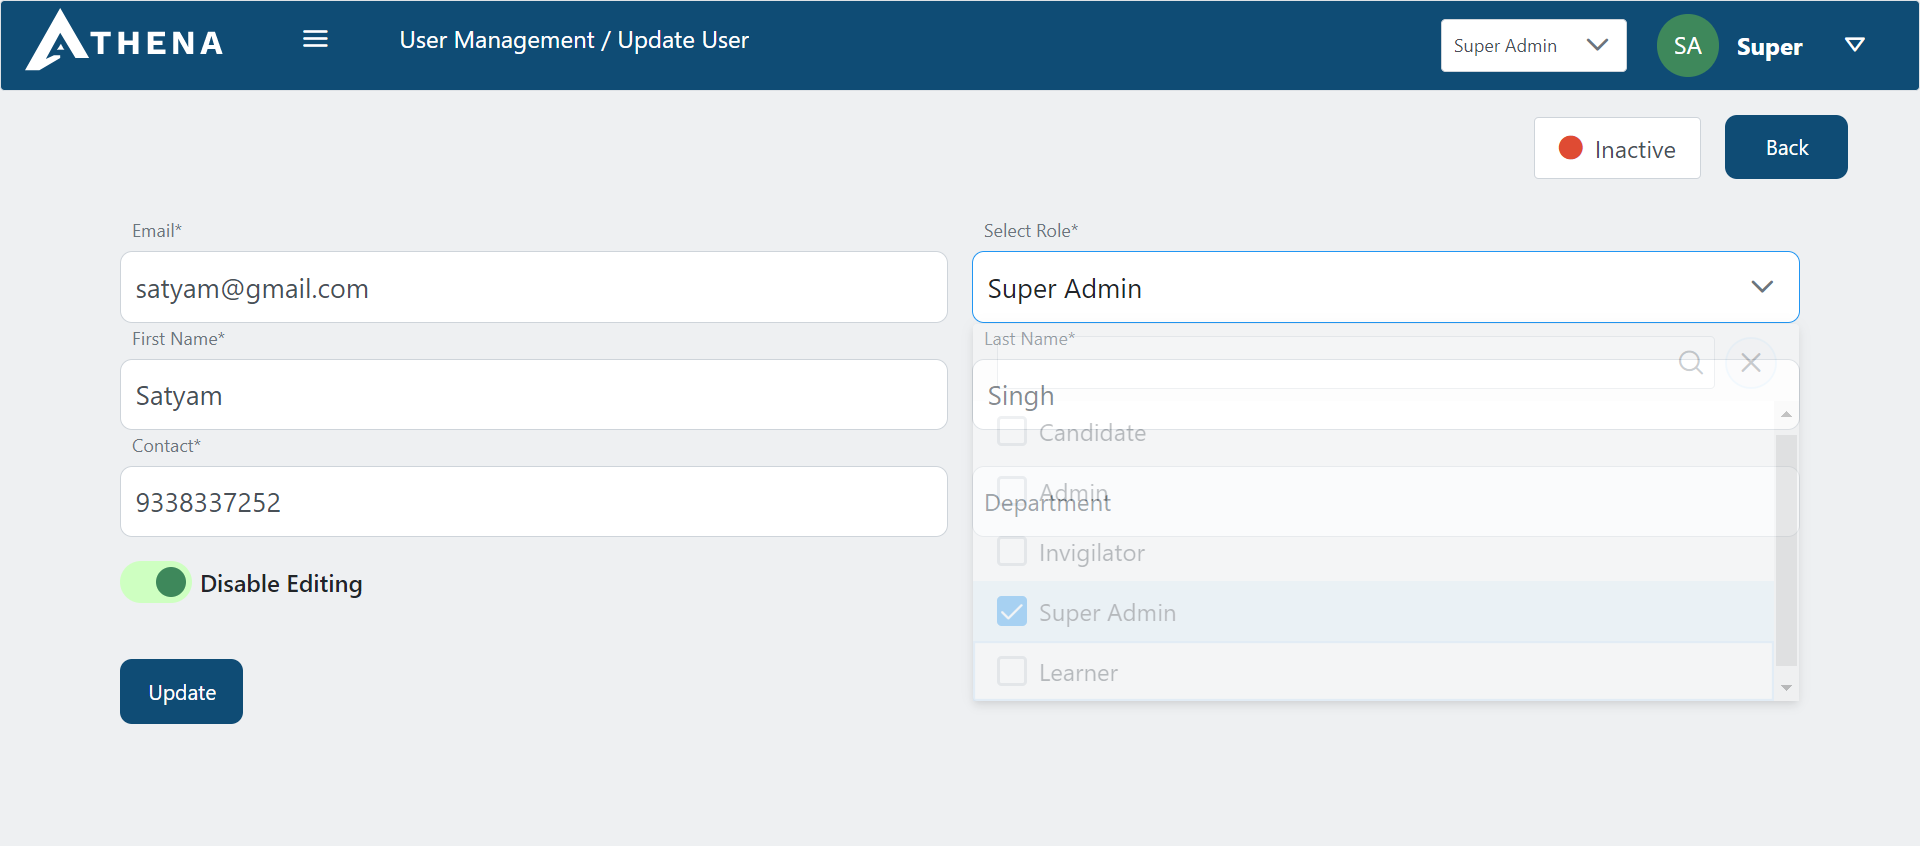 ATHENA
User Management / Update User
Super Admin
SA
Super
Inactive
Back
Email*
Select Role*
satyam@gmail.com
Super Admin
First Name*
Last Name*
Satyam
Singh
Candidate
Contact*
Admin
9338337252
Department
Invigilator
Disable Editing
Super Admin
Learner
Update